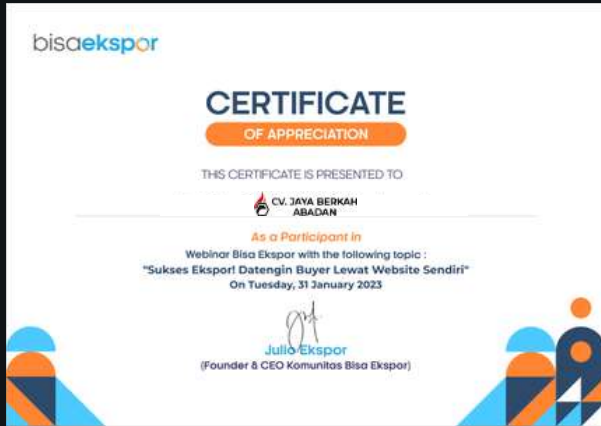 bisaekspor
CERTIFICATE
OF APPRECIATION
THIS CERTIFICATE IS PRESENTED TO
CV. JAYA BERKAH
ABADAN
As a Participant in
Webinar Bisa Ekspor with the following topic :
"Sukses Ekspor! Datengin Buyer Lewat Website Sendiri"
On Tuesday, 31 January 2023
Julio Ekspor
(Founder & CEO Komunitas Bisa Ekspor)